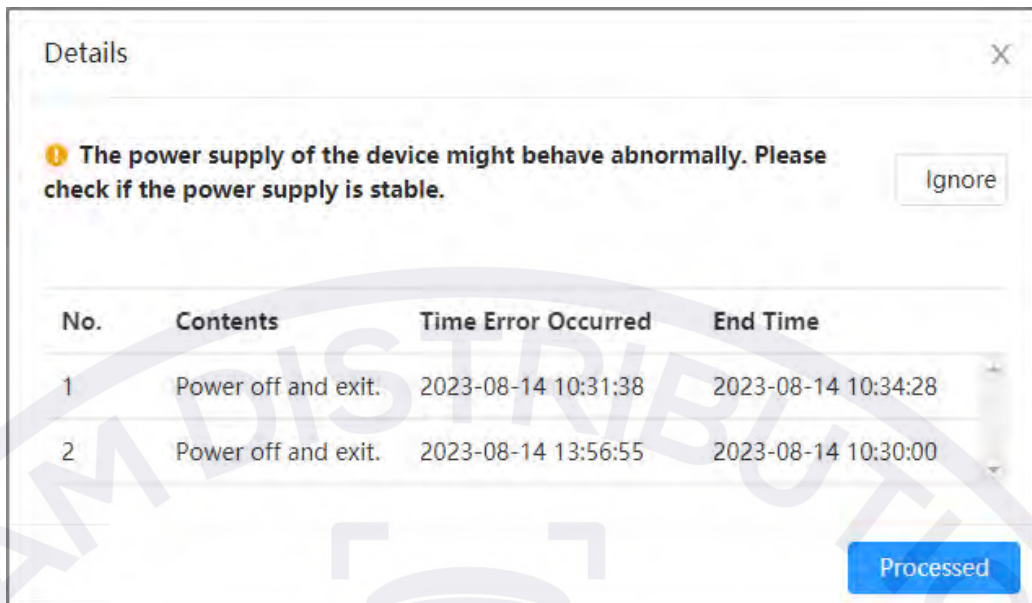 Details X
The power supply of the device might behave abnormally. Please
check if the power supply is stable.
Ignore
No. Contents Time Error Occurred End Time
1 Power off and exit. 2023-08-14 10:31:38 2023-08-14 10:34:28
2 Power off and exit. 2023-08-14 13:56:55 2023-08-14 10:30:00
AM DISTRIBUTIO
Processed